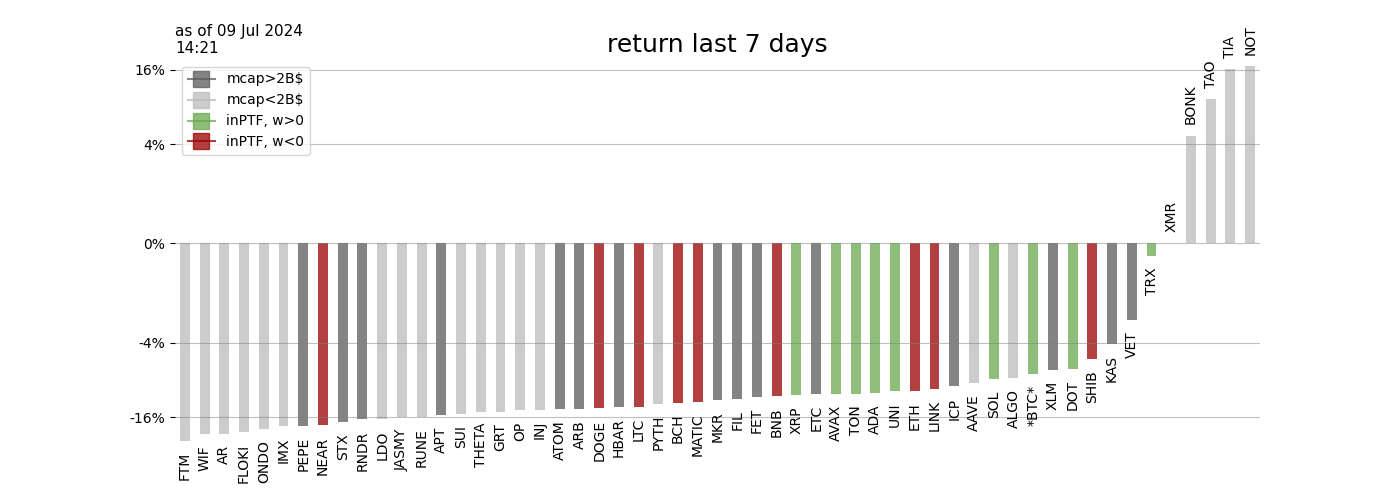 as of 09 Jul 2024
14:21
return last 7 days
16%
4%
0%
-4%
-16%
mcap>2B$
mcap<2B$
inPTF, w>0
inPTF, w<0
FTM
WIF
AR
FLOKI
ONDO
IMX
PEPE
NEAR
STX
RNDR
LDO
JASMY
RUNE
APT
SUI
THETA
GRT
OP
INJ
ATOM
ARB
DOGE
HBAR
LTC
PYTH
BCH
MATIC
MKR
FIL
FET
BNB
XRP
ETC
AVAX
TON
ADA
UNI
ETH
LINK
ICP
AAVE
SOL
ALGO
*BTC*
XLM
DOT
SHIB
KAS
VET
TRX
XMR
BONK
TAO
TIA
NOT